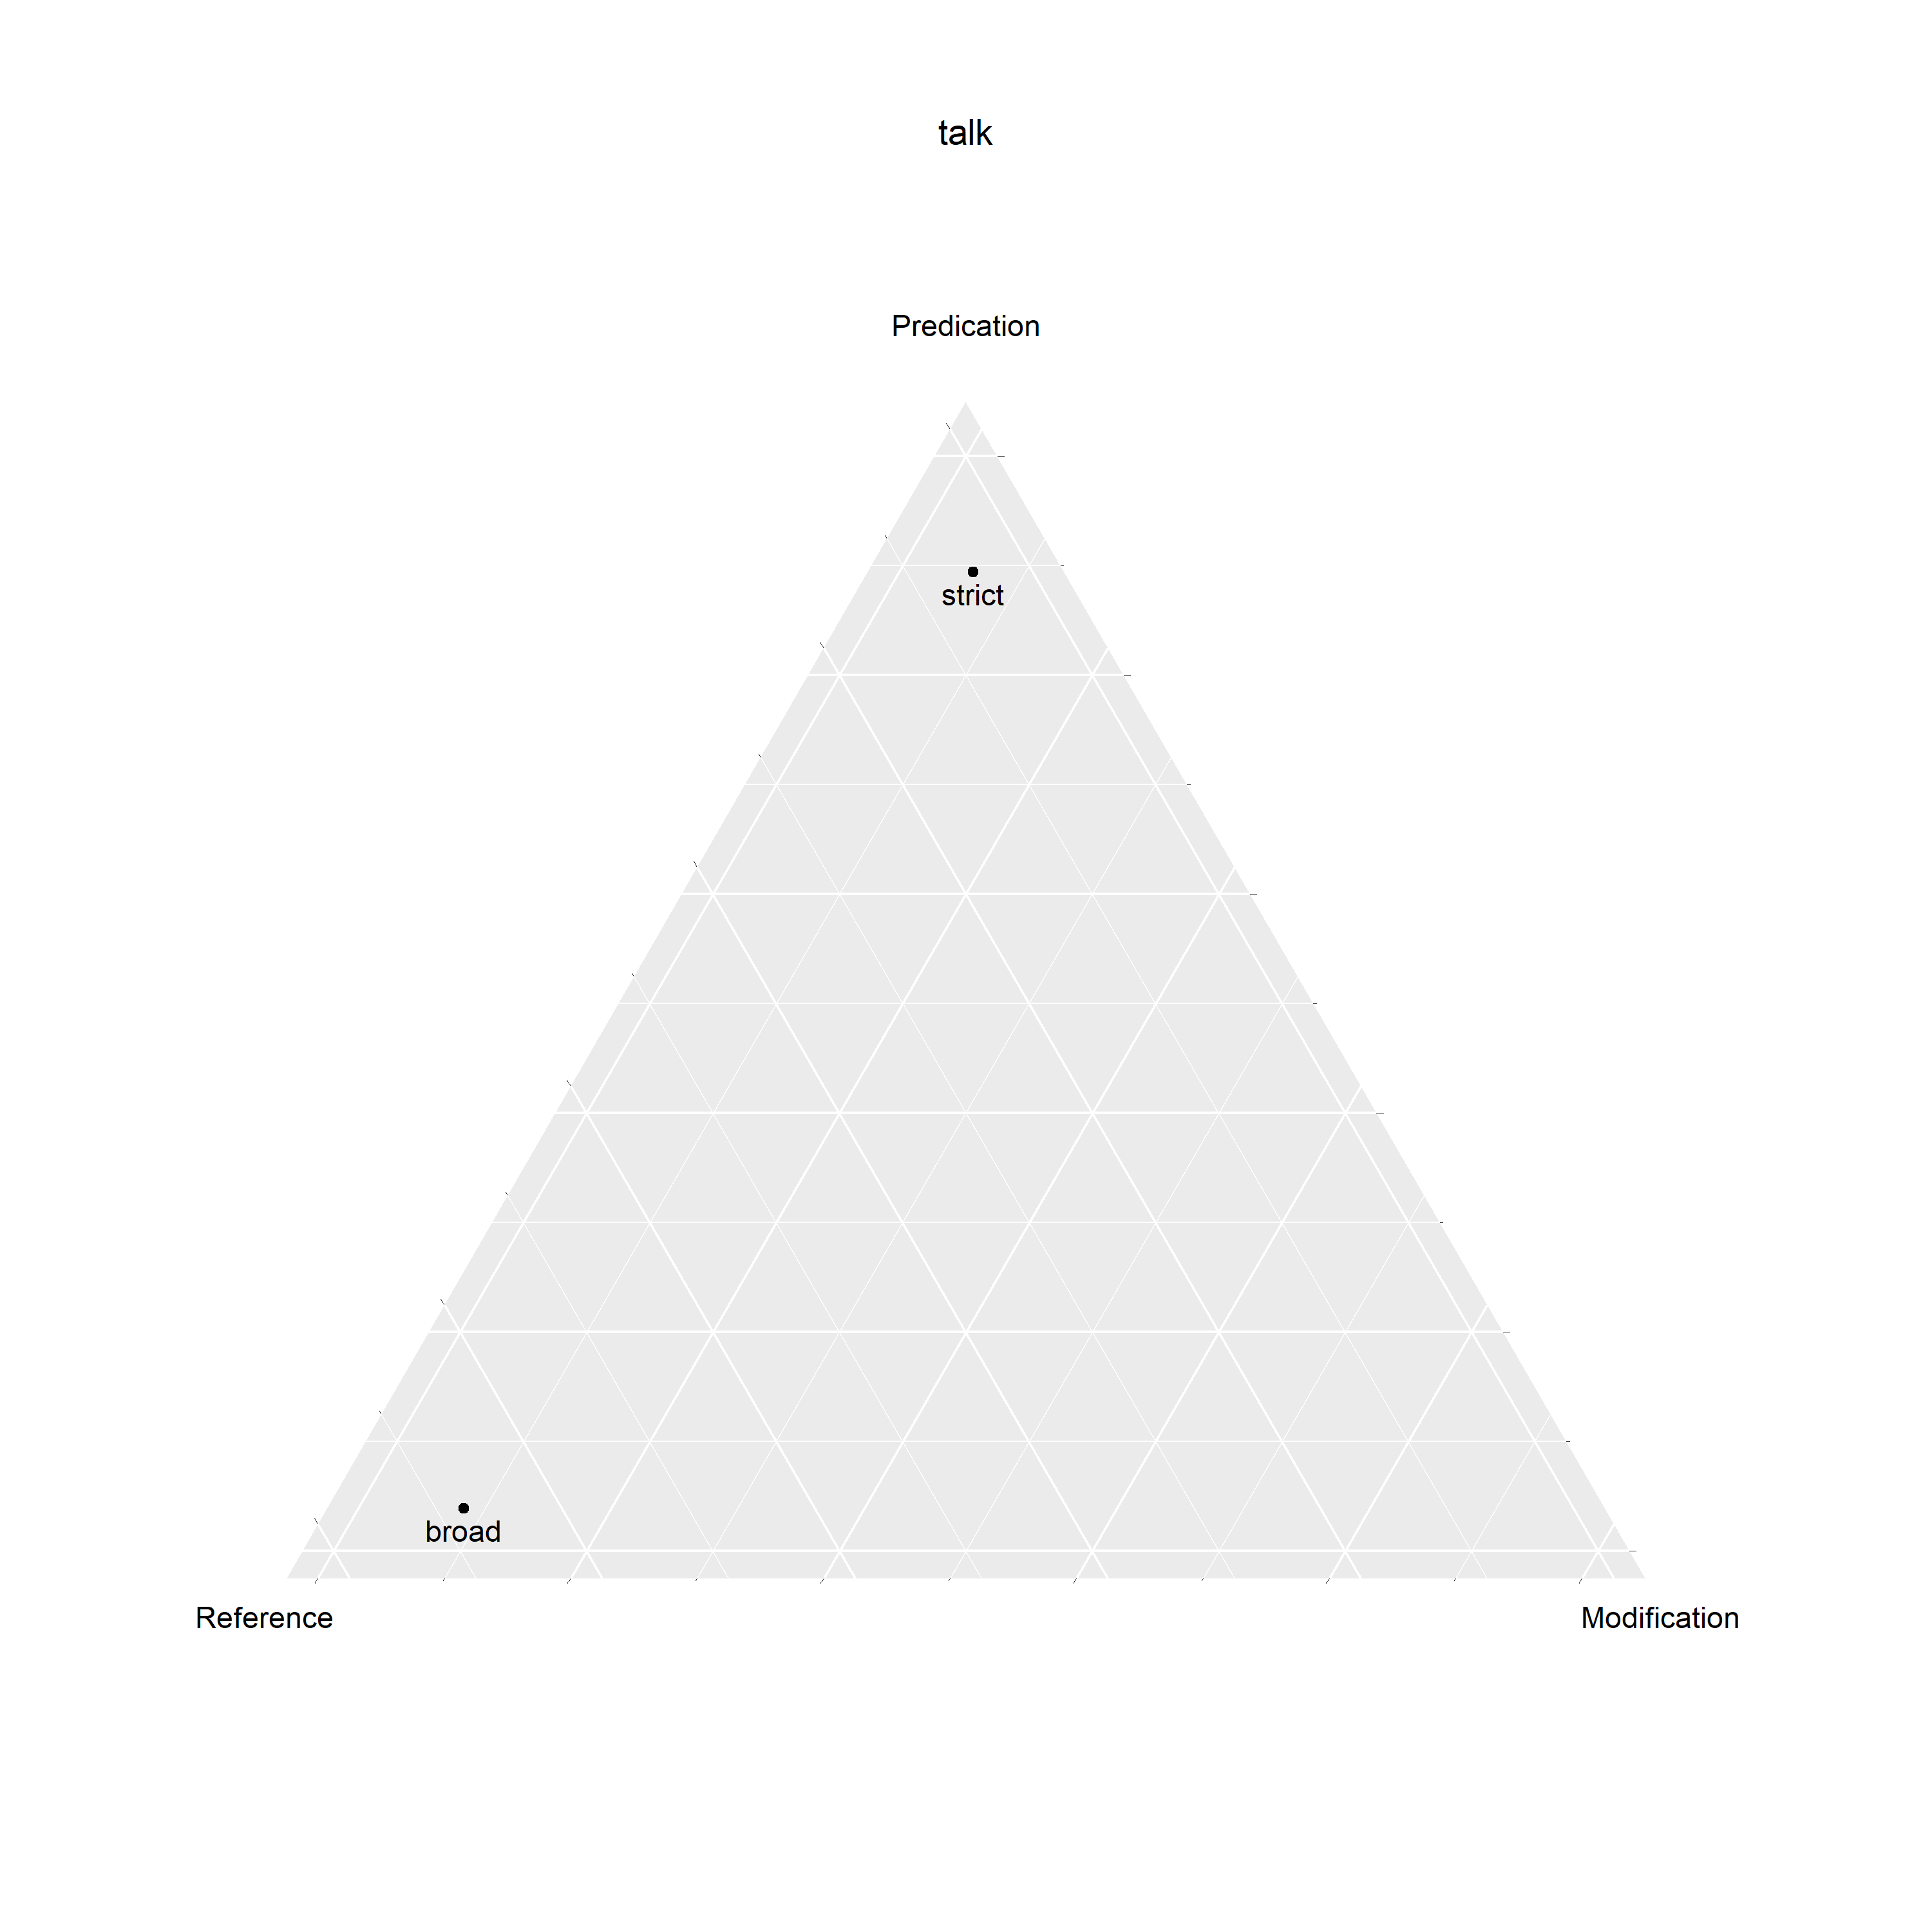 talk
Predication
strict
broad
Reference
Modification